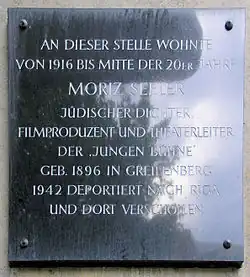 AN DIESER STELLE WOHNTE
VON 1916 BIS MITTE DER 20ER JAHRE
MORIZ SEELER
JÜDISCHER DICHTER,
FILMPRODUZENT UND THEATERLEITER
DER „JUNGEN BÜHNE‘
GEB. 1896 IN GREIFENBERG
1942 DEPORTIERT NACH RIGA
UND DORT VERSCHOLLEN